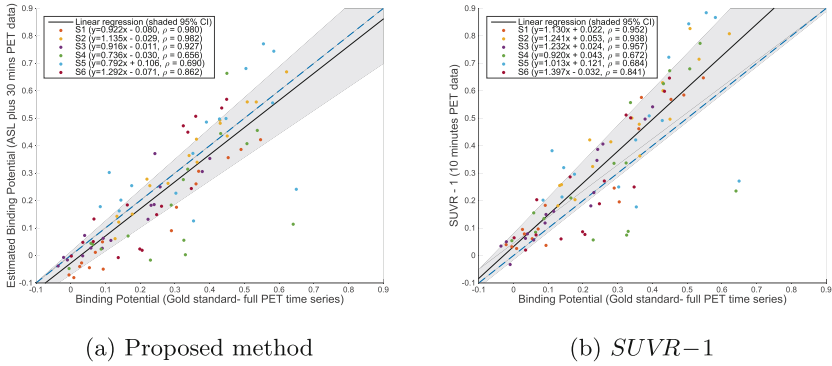 Estimated Binding Potential (ASL plus 30 mins PET data)
0.9
0.8
0.7
0.6
0.5
0.4
0.3
0.2
0.1
0
-0.1
Linear regression (shaded 95% CI)
S1 (y=0.922x - 0.080, ρ = 0.980)
S2 (y=1.135x - 0.029, ρ = 0.982)
S3 (y=0.916x - 0.011, ρ = 0.927)
S4 (y=0.736x - 0.030, ρ = 0.656)
S5 (y=0.792x + 0.106, ρ = 0.690)
S6 (y=1.292x - 0.071, ρ = 0.862)
-0.1 0 0.1 0.2 0.3 0.4 0.5 0.6 0.7 0.8 0.9
Binding Potential (Gold standard- full PET time series)
(a) Proposed method
SUVR - 1 (10 minutes PET data)
0.9
0.8
0.7
0.6
0.5
0.4
0.3
0.2
0.1
0
-0.1
Linear regression (shaded 95% CI)
S1 (y=1.130x + 0.022, ρ = 0.952)
S2 (y=1.241x + 0.053, ρ = 0.938)
S3 (y=1.232x + 0.024, ρ = 0.957)
S4 (y=0.920x + 0.043, ρ = 0.672)
S5 (y=1.013x + 0.121, ρ = 0.684)
S6 (y=1.397x - 0.032, ρ = 0.841)
-0.1 0 0.1 0.2 0.3 0.4 0.5 0.6 0.7 0.8 0.9
Binding Potential (Gold standard- full PET time series)
(b) SUVR−1